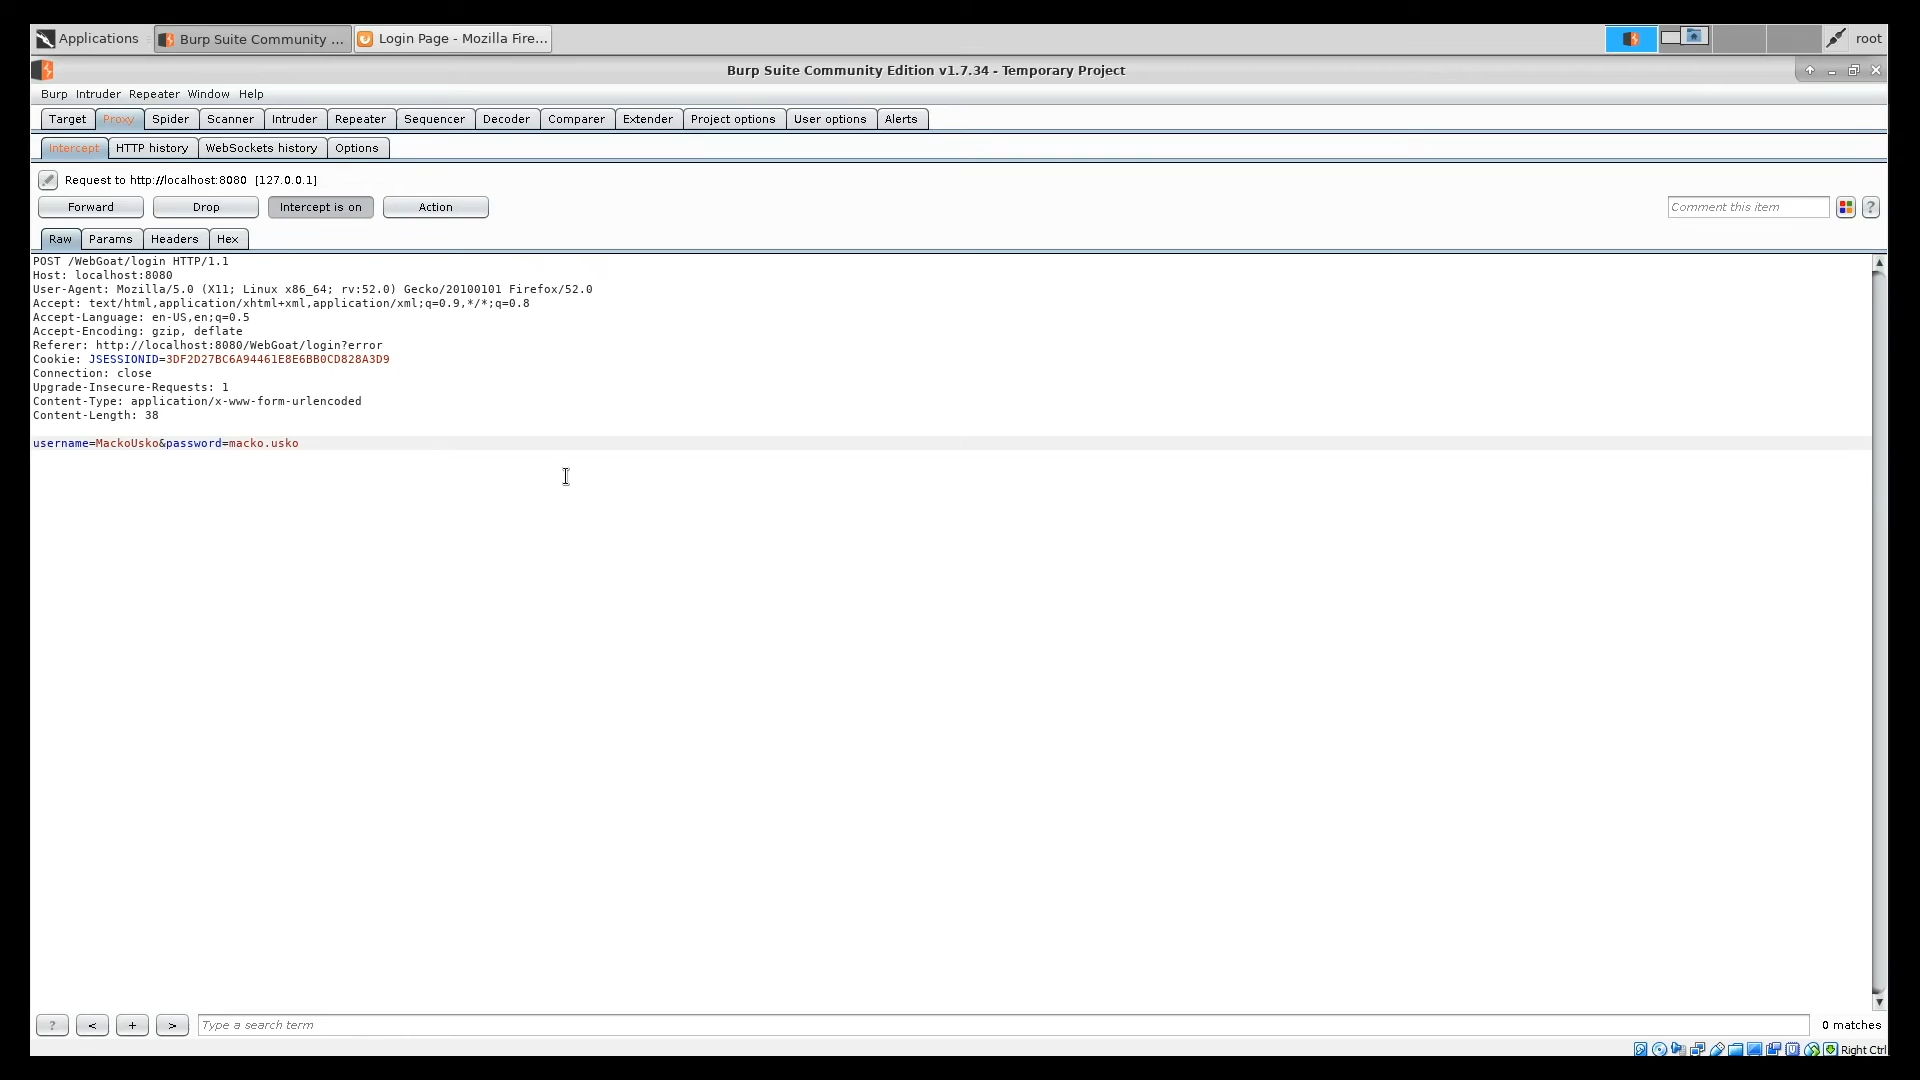 Applications Burp Suite Community ... Login Page - Mozilla Fire... root
Burp Suite Community Edition v1.7.34 - Temporary Project
Burp Intruder Repeater Window Help
Target Proxy Spider Scanner Intruder Repeater Sequencer Decoder Comparer Extender Project options User options Alerts
Intercept HTTP history WebSockets history Options
Request to http://localhost:8080 [127.0.0.1]
Forward Drop Intercept is on Action Comment this item ?
Raw Params Headers Hex
POST /WebGoat/login HTTP/1.1
Host: localhost:8080
User-Agent: Mozilla/5.0 (X11; Linux x86_64; rv:52.0) Gecko/20100101 Firefox/52.0
Accept: text/html,application/xhtml+xml,application/xml;q=0.9,*/*;q=0.8
Accept-Language: en-US,en;q=0.5
Accept-Encoding: gzip, deflate
Referer: http://localhost:8080/WebGoat/login?error
Cookie: JSESSIONID=3DF2D27BC6A94461E8E6BB0CD828A3D9
Connection: close
Upgrade-Insecure-Requests: 1
Content-Type: application/x-www-form-urlencoded
Content-Length: 38
username=MackoUsko&password=macko.usko
? < + > Type a search term 0 matches
Right Ctrl